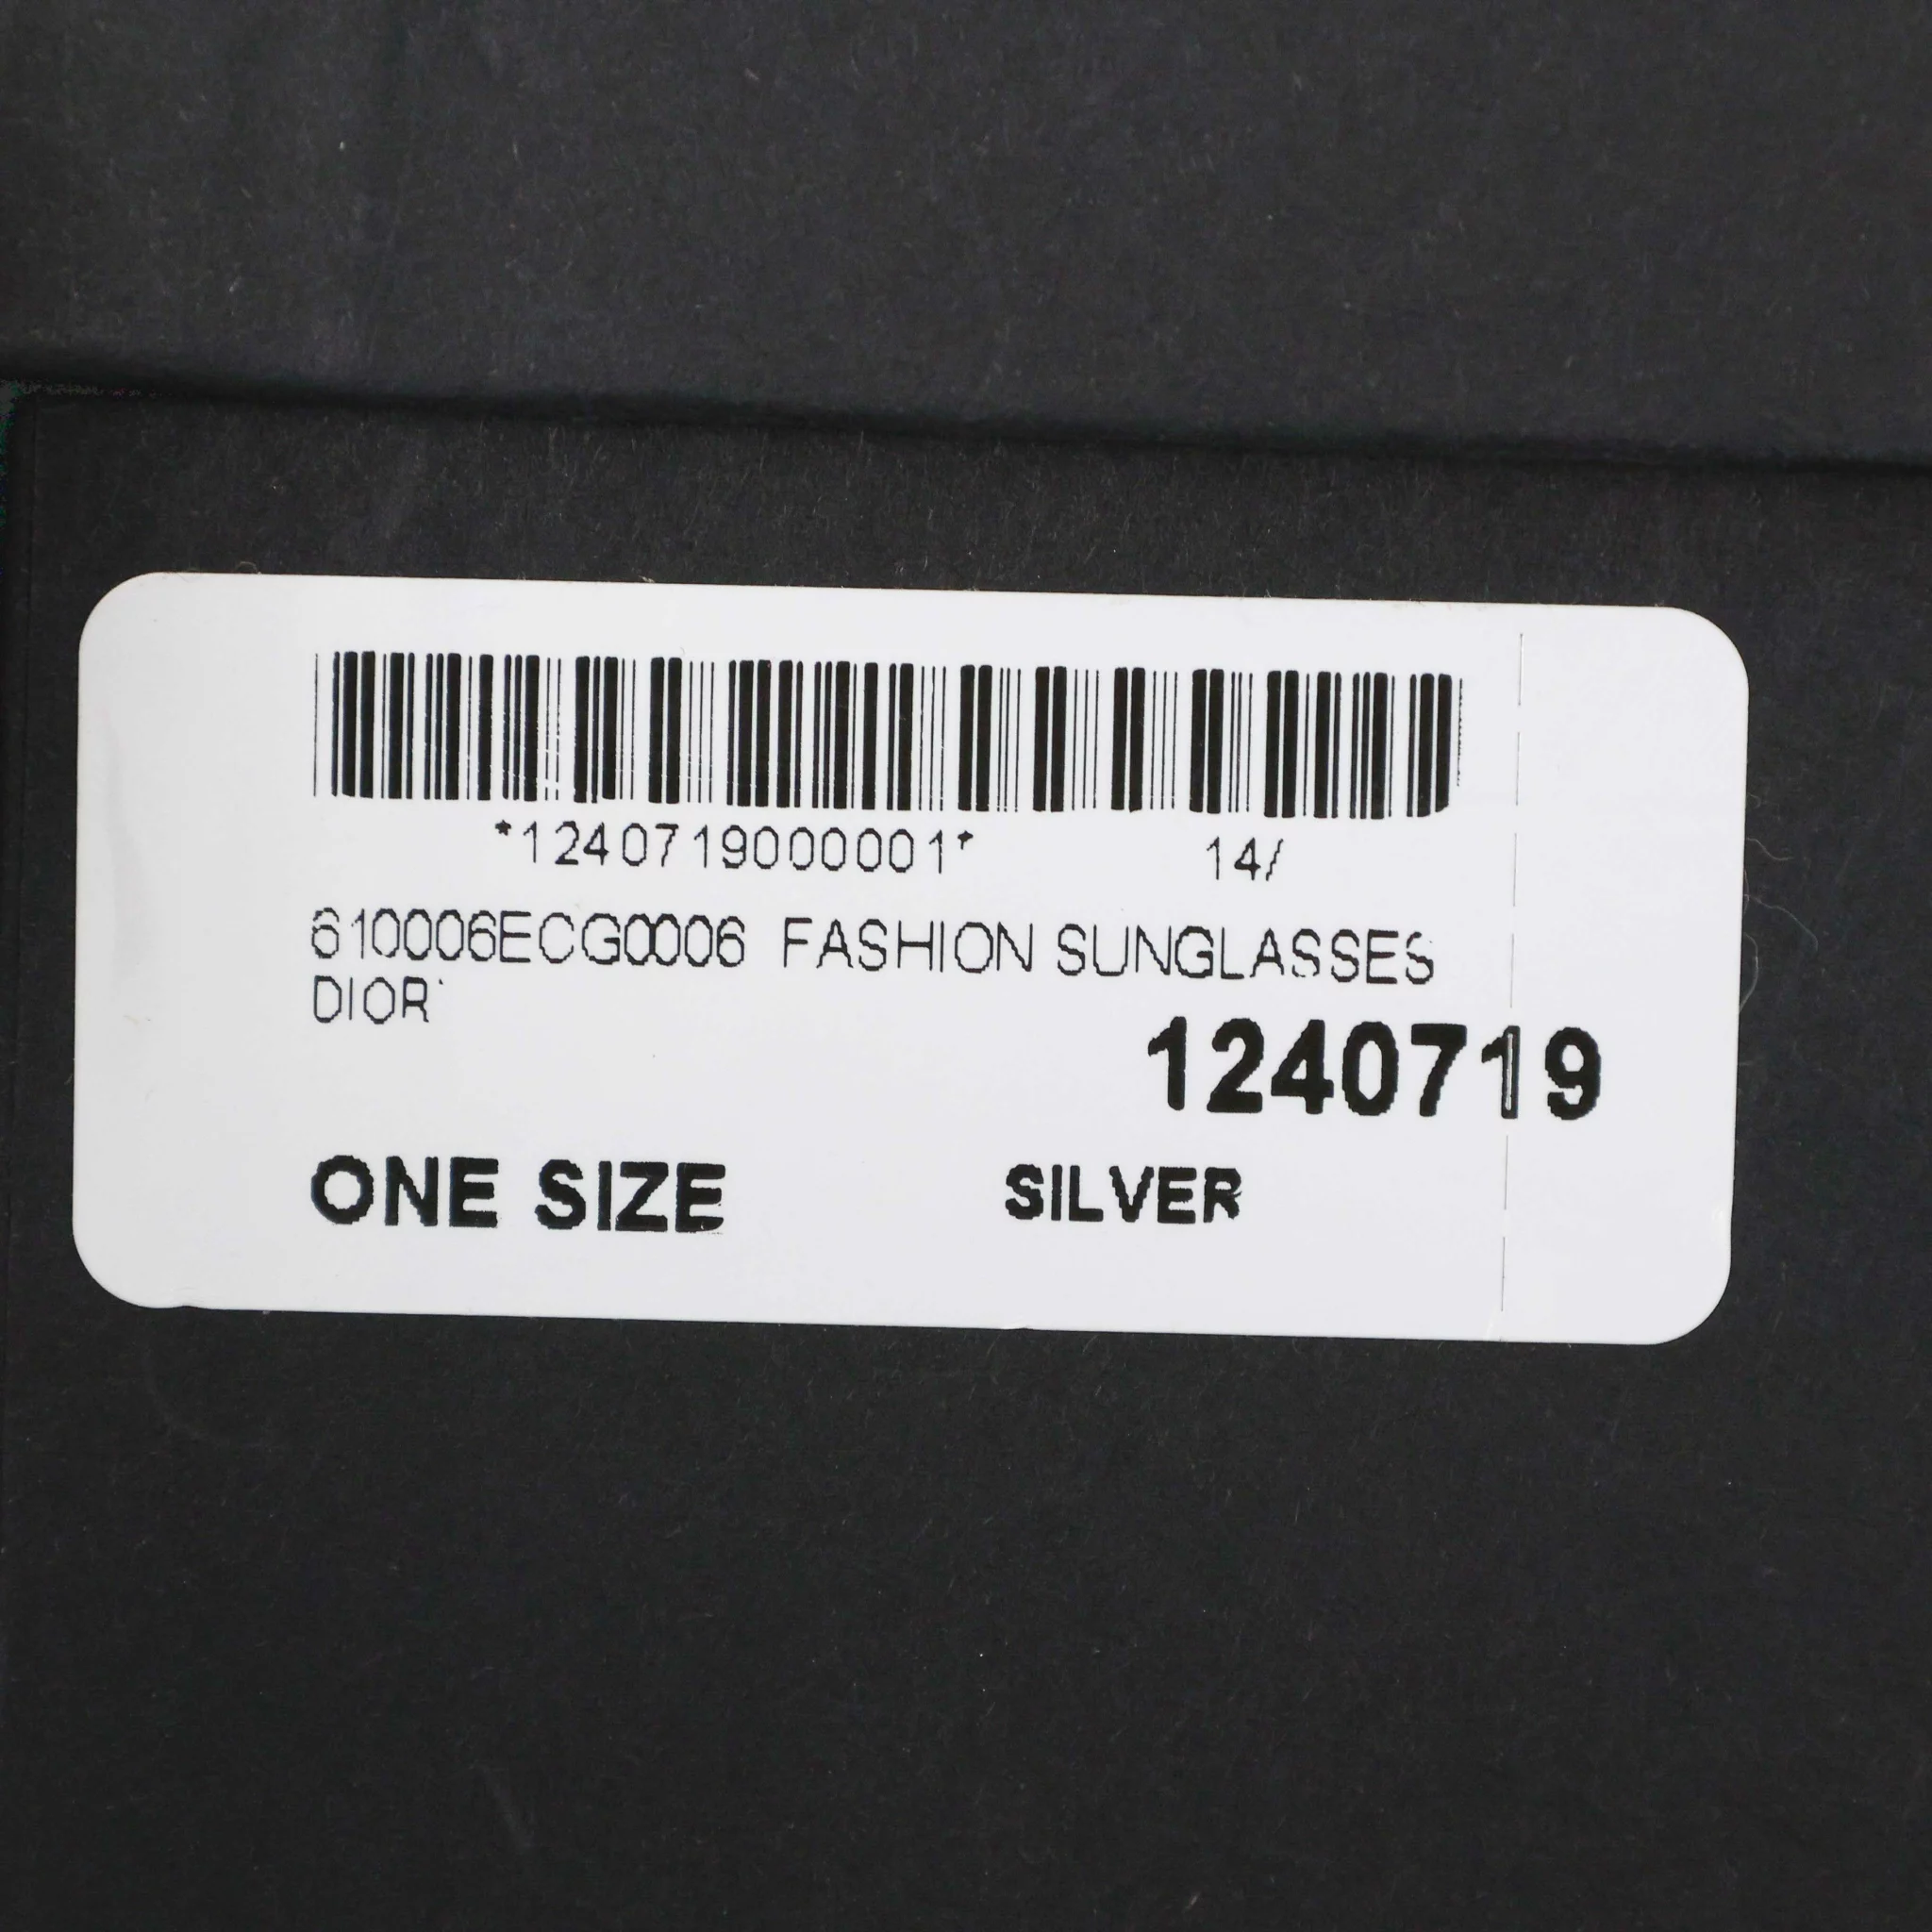 *1240719000001* 14/
610006ECG0006 FASHION SUNGLASSES
DIOR
1240719
ONE SIZE SILVER